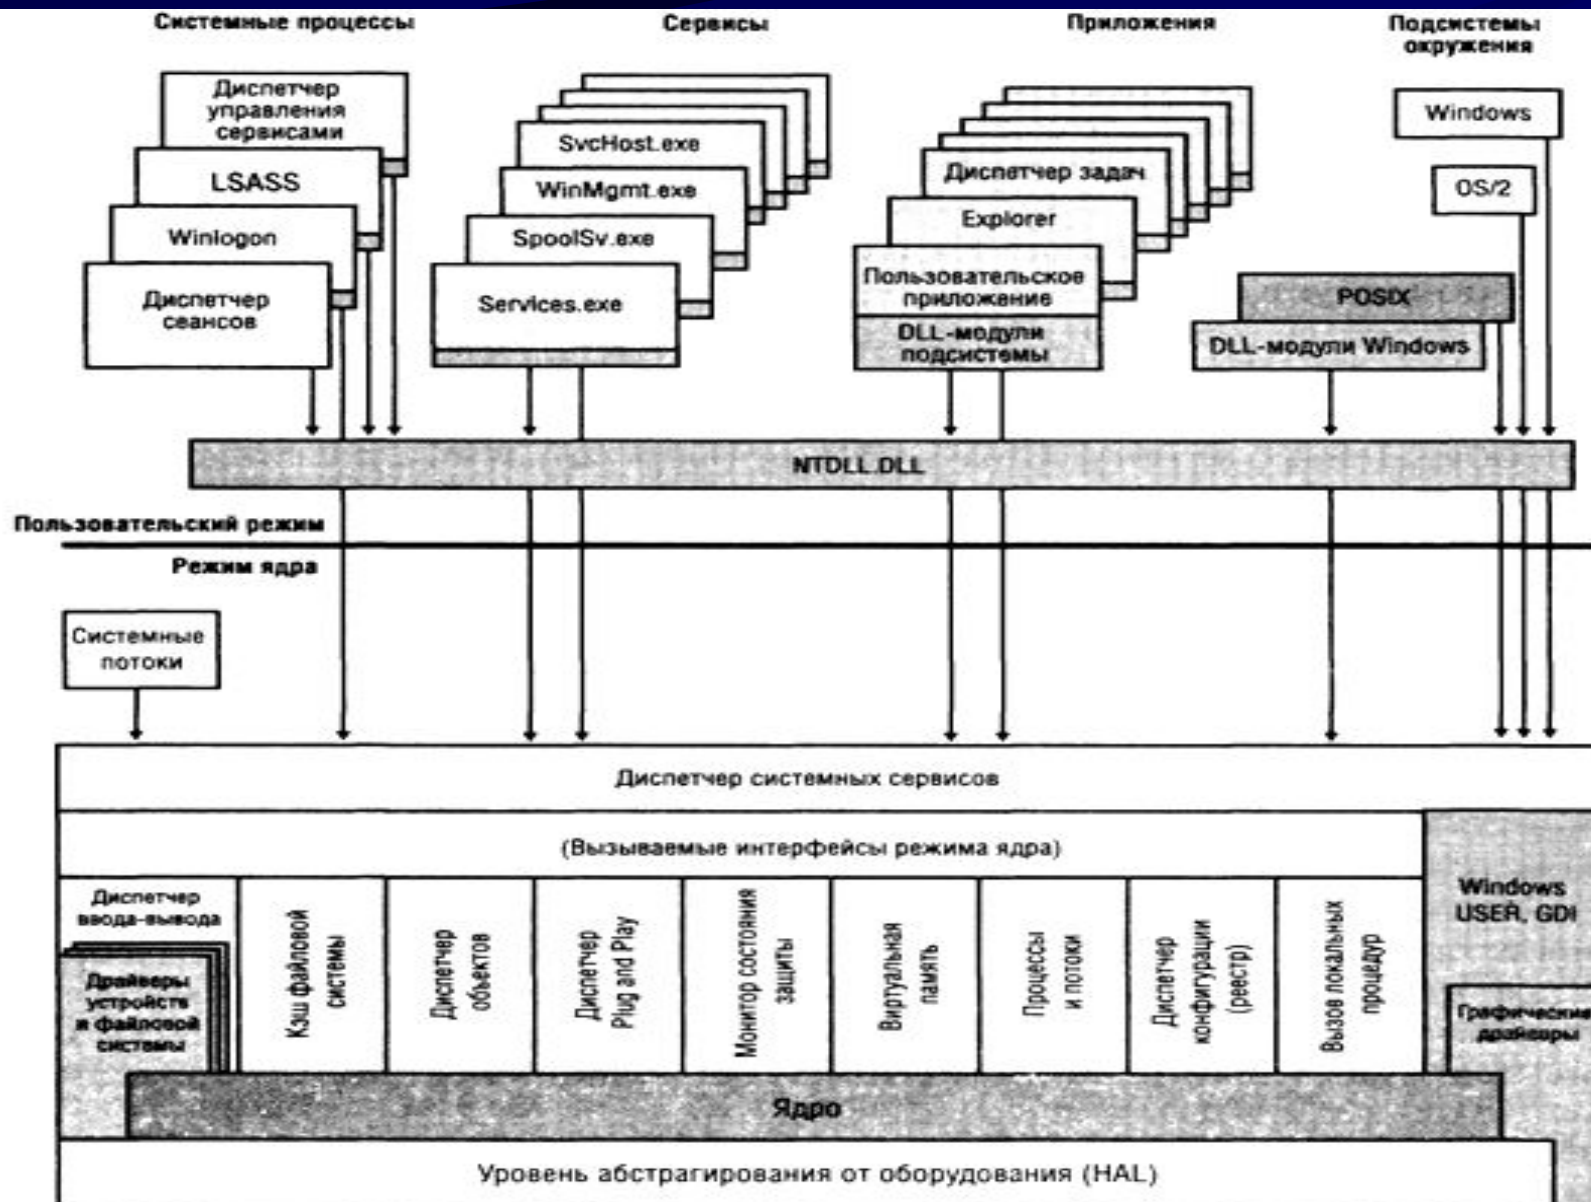 Системные процессы
Сервисы
Приложения
Подсистемы
окружения
Диспетчер
управления
сервисами
LSASS
Winlogon
Диспетчер
сеансов
SvcHost.exe
WinMgmt.exe
SpoolSv.exe
Services.exe
Диспетчер задач
Explorer
Пользовательское
приложение
DLL-модули
подсистемы
Windows
OS/2
POSIX
DLL-модули Windows
NTDLL.DLL
Пользовательский режим
Режим ядра
Системные
потоки
Диспетчер системных сервисов
(Вызываемые интерфейсы режима ядра)
Диспетчер
ввода-вывода
Драйверы
устройств
и файловой
системы
Кэш файловой
системы
Диспетчер
объектов
Диспетчер
Plug and Play
Монитор состояния
защиты
Виртуальная
память
Процессы
и потоки
Диспетчер
конфигурации
(реестр)
Вызов локальных
процедур
Windows
USER, GDI
Графические
драйверы
Ядро
Уровень абстрагирования от оборудования (HAL)